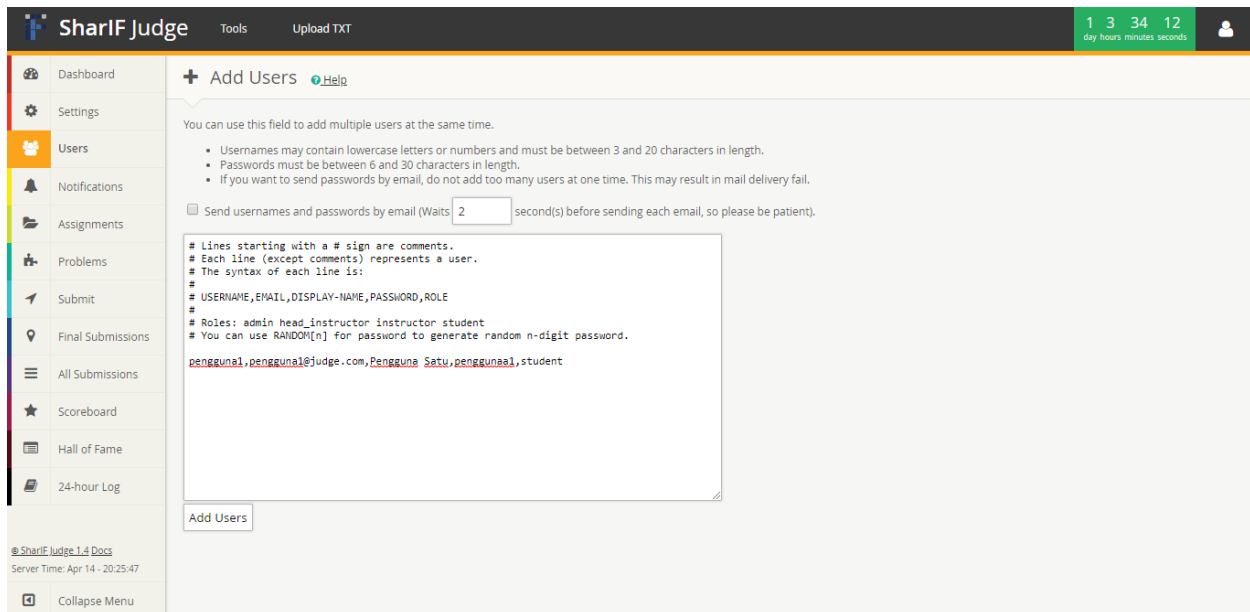 SharIF Judge Tools Upload TXT 1 3 34 12
day hours minutes seconds
Dashboard
Settings
Users
Notifications
Assignments
Problems
Submit
Final Submissions
All Submissions
Scoreboard
Hall of Fame
24-hour Log
© SharIF Judge 1.4 Docs
Server Time: Apr 14 - 20:25:47
Collapse Menu
Add Users Help
You can use this field to add multiple users at the same time.
Usernames may contain lowercase letters or numbers and must be between 3 and 20 characters in length.
Passwords must be between 6 and 30 characters in length.
If you want to send passwords by email, do not add too many users at one time. This may result in mail delivery fail.
Send usernames and passwords by email (Waits 2 second(s) before sending each email, so please be patient).
# Lines starting with a # sign are comments.
# Each line (except comments) represents a user.
# The syntax of each line is:
#
# USERNAME,EMAIL,DISPLAY-NAME,PASSWORD,ROLE
#
# Roles: admin head_instructor instructor student
# You can use RANDOM[n] for password to generate random n-digit password.
pengguna1,pengguna1@judge.com,Pengguna Satu,penggunaa1,student
Add Users